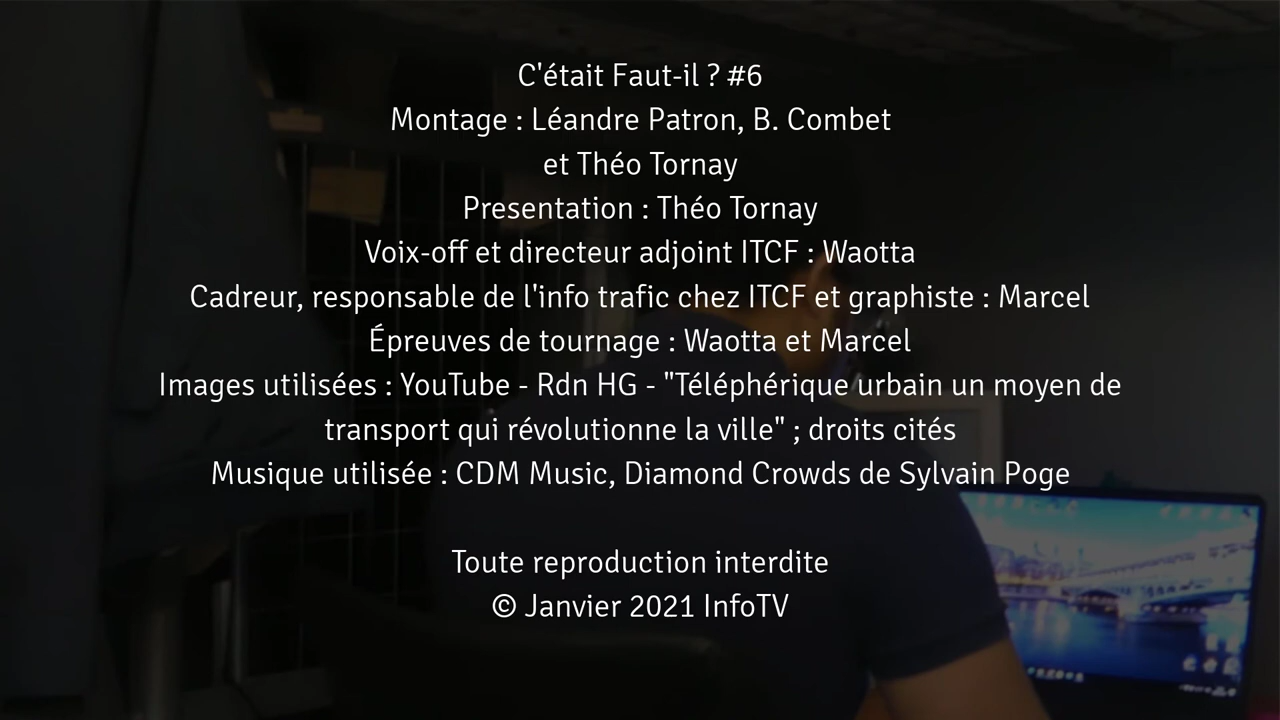 C'était Faut-il ? #6
Montage : Léandre Patron, B. Combet
et Théo Tornay
Presentation : Théo Tornay
Voix-off et directeur adjoint ITCF : Waotta
Cadreur, responsable de l'info trafic chez ITCF et graphiste : Marcel
Épreuves de tournage : Waotta et Marcel
Images utilisées : YouTube - Rdn HG - "Téléphérique urbain un moyen de
transport qui révolutionne la ville" ; droits cités
Musique utilisée : CDM Music, Diamond Crowds de Sylvain Poge
Toute reproduction interdite
© Janvier 2021 InfoTV